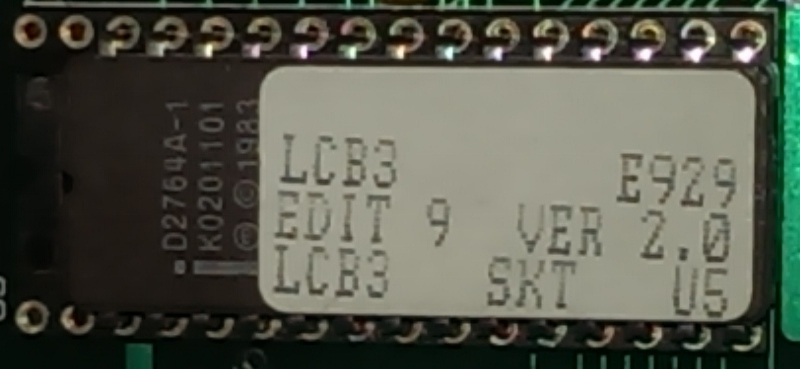 D2764A-1
K0201101
Ⓜ © 1983
LCB3 E929
EDIT 9 VER 2.0
LCB3 SKT U5